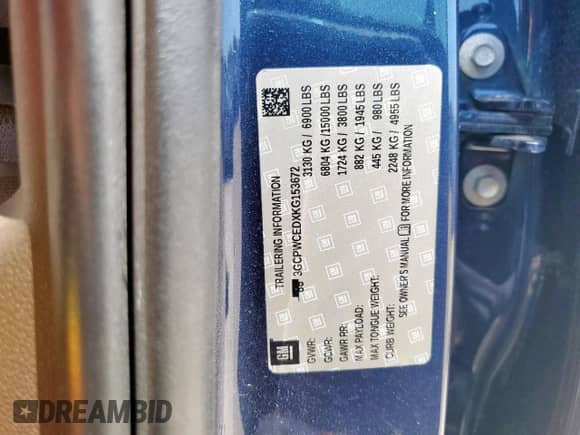 TRAILERING INFORMATION
3GCPWCEDXKG153672
GM
GVWR: 3130 KG / 6900 LBS
GCWR: 6804 KG / 15000 LBS
GAWR RR: 1724 KG / 3800 LBS
MAX PAYLOAD: 882 KG / 1945 LBS
MAX TONGUE WEIGHT: 445 KG / 980 LBS
CURB WEIGHT: 2248 KG / 4955 LBS
SEE OWNER'S MANUAL FOR MORE INFORMATION
DREAMBID